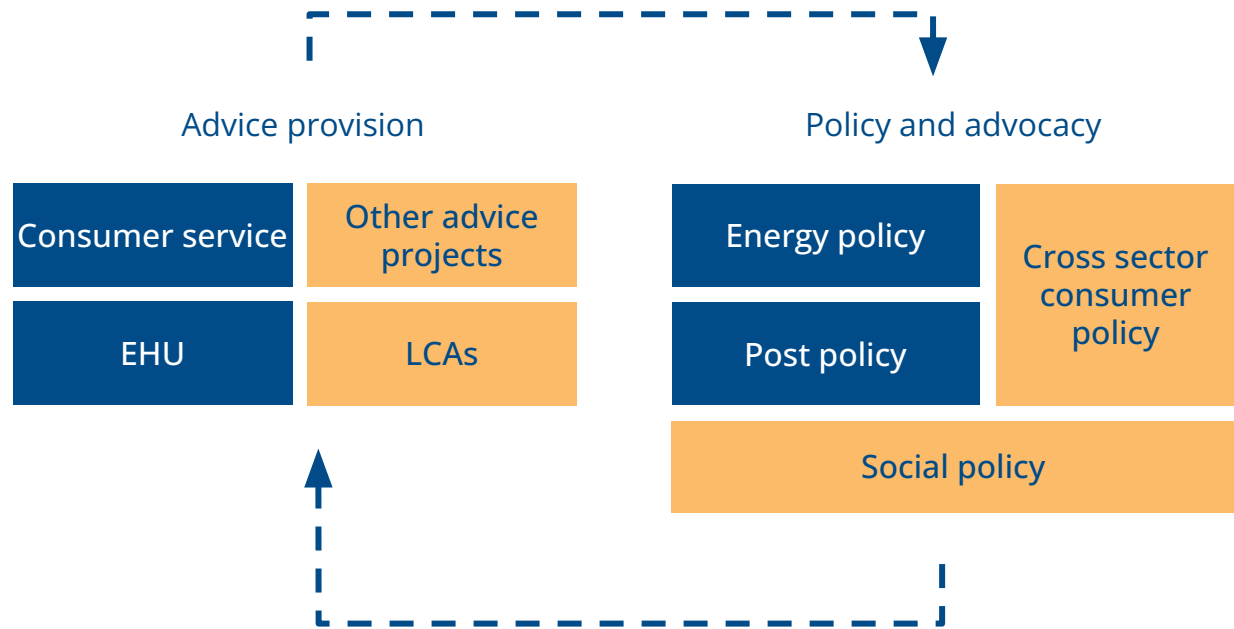 Advice provision
Policy and advocacy
Consumer service
Other advice
projects
EHU
LCAs
Energy policy
Cross sector
consumer
policy
Post policy
Social policy